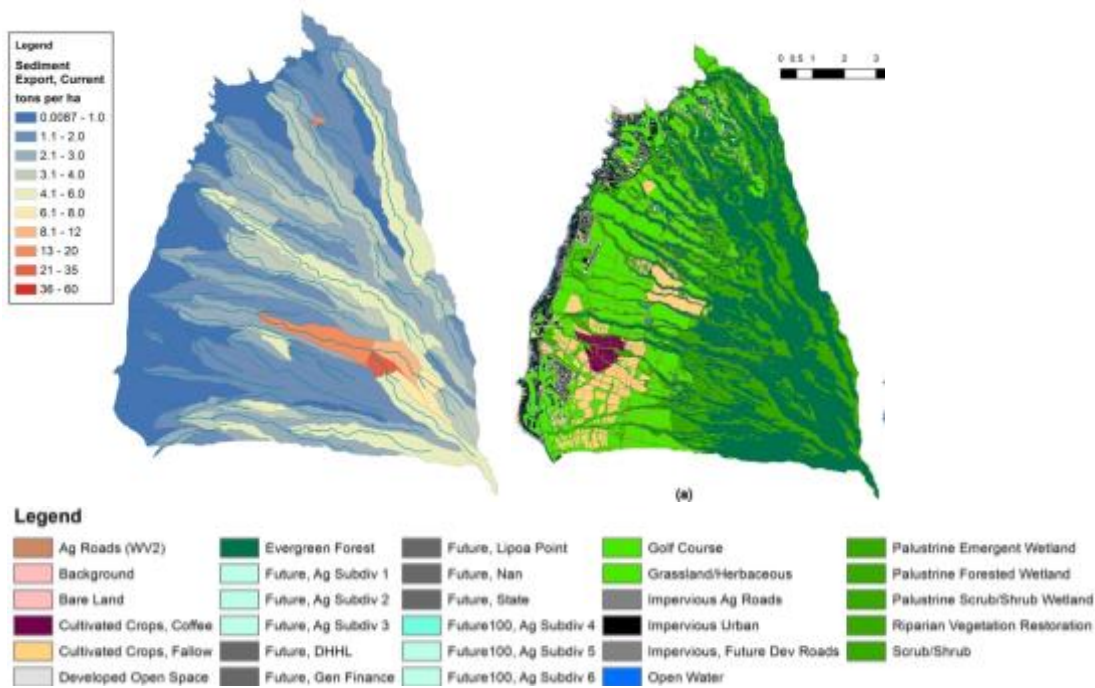 Legend
Sediment
Export, Current
tons per ha
0.0087 - 1.0
1.1 - 2.0
2.1 - 3.0
3.1 - 4.0
4.1 - 6.0
6.1 - 8.0
8.1 - 12
13 - 20
21 - 35
36 - 60
0 0.5 1 2 3
(a)
Legend
Ag Roads (WV2)
Background
Bare Land
Cultivated Crops, Coffee
Cultivated Crops, Fallow
Developed Open Space
Evergreen Forest
Future, Ag Subdiv 1
Future, Ag Subdiv 2
Future, Ag Subdiv 3
Future, DHHL
Future, Gen Finance
Future, Lipoa Point
Future, Nan
Future, State
Future100, Ag Subdiv 4
Future100, Ag Subdiv 5
Future100, Ag Subdiv 6
Golf Course
Grassland/Herbaceous
Impervious Ag Roads
Impervious Urban
Impervious, Future Dev Roads
Open Water
Palustrine Emergent Wetland
Palustrine Forested Wetland
Palustrine Scrub/Shrub Wetland
Riparian Vegetation Restoration
Scrub/Shrub